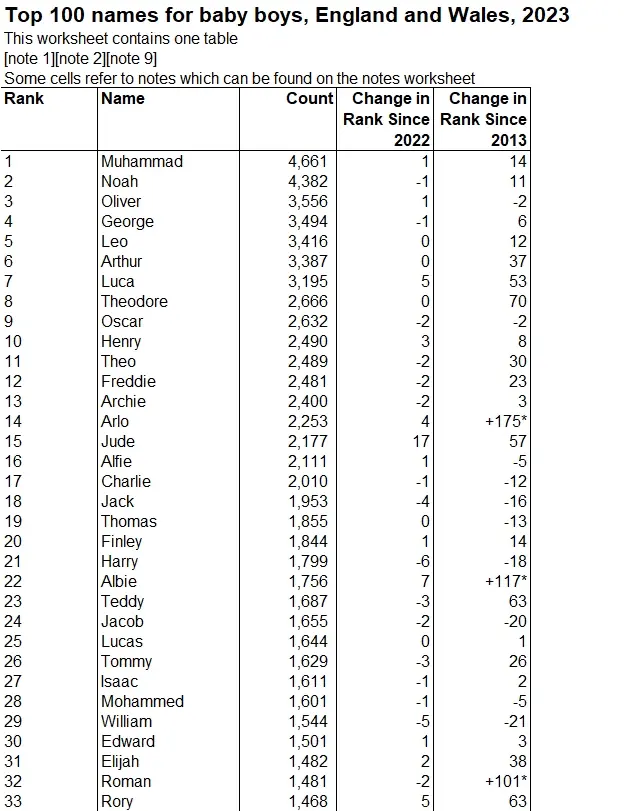 Top 100 names for baby boys, England and Wales, 2023
This worksheet contains one table
[note 1][note 2][note 9]
Some cells refer to notes which can be found on the notes worksheet
Rank Name Count Change in Rank Since 2022 Change in Rank Since 2013
1 Muhammad 4,661 1 14
2 Noah 4,382 -1 11
3 Oliver 3,556 1 -2
4 George 3,494 -1 6
5 Leo 3,416 0 12
6 Arthur 3,387 0 37
7 Luca 3,195 5 53
8 Theodore 2,666 0 70
9 Oscar 2,632 -2 -2
10 Henry 2,490 3 8
11 Theo 2,489 -2 30
12 Freddie 2,481 -2 23
13 Archie 2,400 -2 3
14 Arlo 2,253 4 +175*
15 Jude 2,177 17 57
16 Alfie 2,111 1 -5
17 Charlie 2,010 -1 -12
18 Jack 1,953 -4 -16
19 Thomas 1,855 0 -13
20 Finley 1,844 1 14
21 Harry 1,799 -6 -18
22 Albie 1,756 7 +117*
23 Teddy 1,687 -3 63
24 Jacob 1,655 -2 -20
25 Lucas 1,644 0 1
26 Tommy 1,629 -3 26
27 Isaac 1,611 -1 2
28 Mohammed 1,601 -1 -5
29 William 1,544 -5 -21
30 Edward 1,501 1 3
31 Elijah 1,482 2 38
32 Roman 1,481 -2 +101*
33 Rory 1,468 5 63